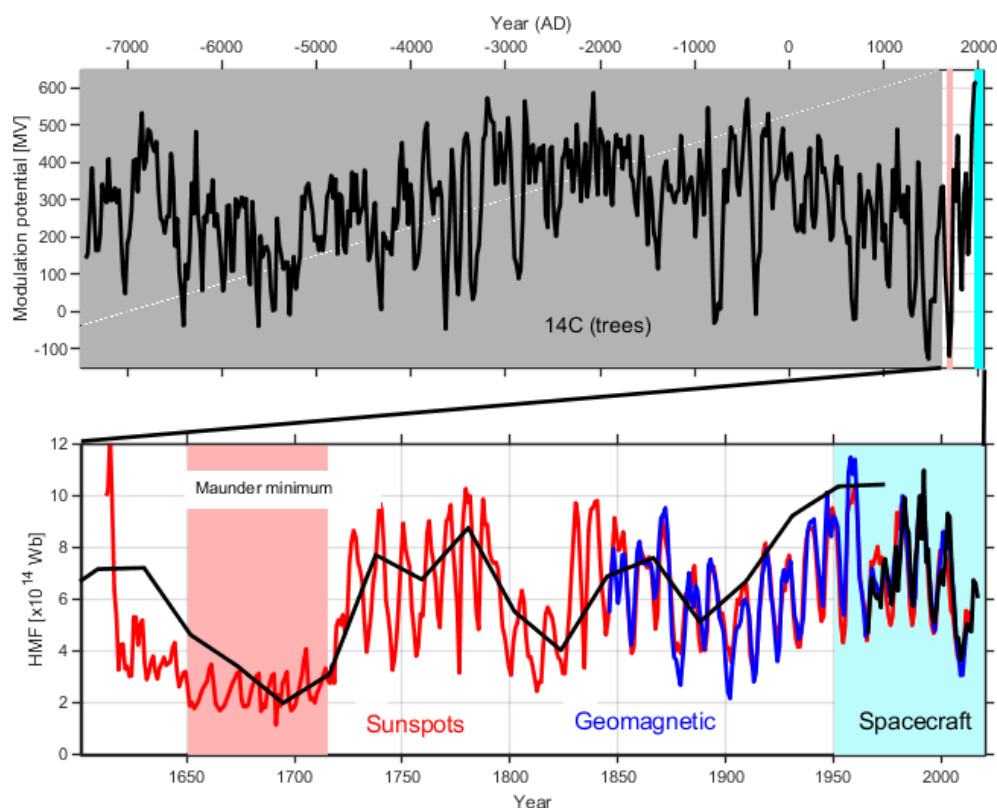 Year (AD)
-7000 -6000 -5000 -4000 -3000 -2000 -1000 0 1000 2000
Modulation potential [MV]
600
500
400
300
200
100
0
-100
14C (trees)
HMF [x10^14 Wb]
12
10
8
6
4
2
0
Maunder minimum
Sunspots
Geomagnetic
Spacecraft
1650 1700 1750 1800 1850 1900 1950 2000
Year